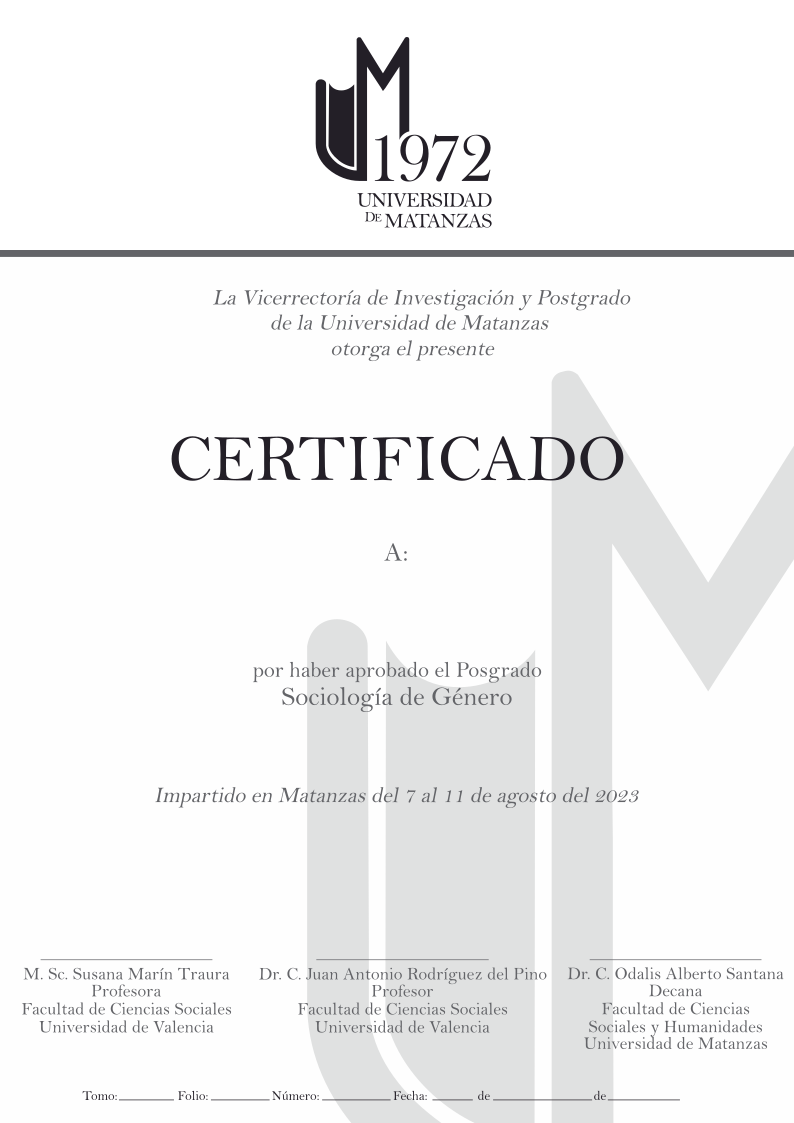 M
1972
UNIVERSIDAD
DE MATANZAS
La Vicerrectoría de Investigación y Postgrado
de la Universidad de Matanzas
otorga el presente
CERTIFICADO
A:
por haber aprobado el Posgrado
Sociología de Género
Impartido en Matanzas del 7 al 11 de agosto del 2023
M. Sc. Susana Marín Traura
Profesora
Facultad de Ciencias Sociales
Universidad de Valencia
Dr. C. Juan Antonio Rodríguez del Pino
Profesor
Facultad de Ciencias Sociales
Universidad de Valencia
Dr. C. Odalis Alberto Santana
Decana
Facultad de Ciencias
Sociales y Humanidades
Universidad de Matanzas
Tomo:________ Folio:________ Número:__________ Fecha: ______ de ______________ de__________